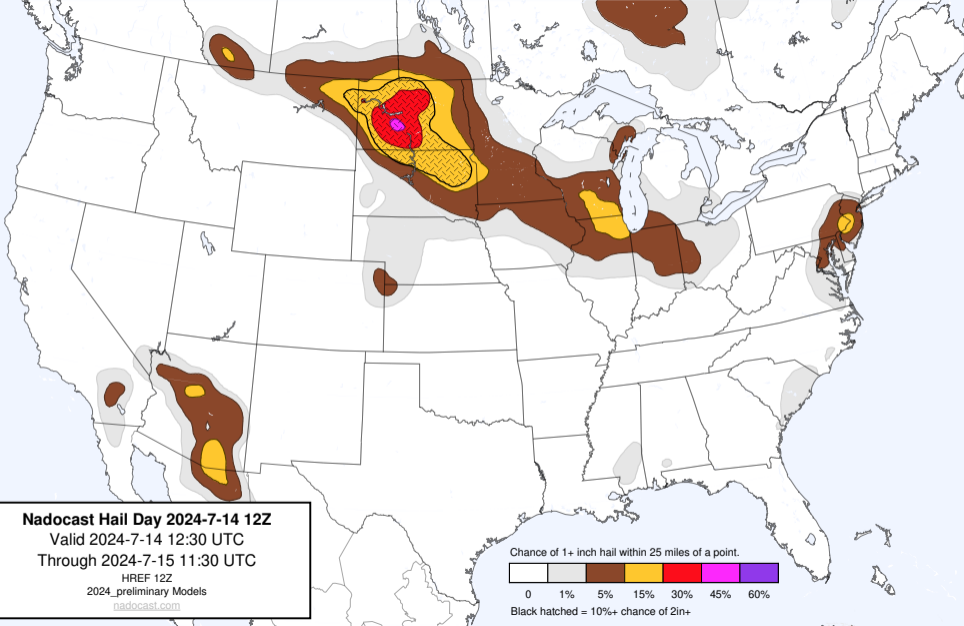 Nadocast Hail Day 2024-7-14 12Z
Valid 2024-7-14 12:30 UTC
Through 2024-7-15 11:30 UTC
HREF 12Z
2024_preliminary Models
nadocast.com
Chance of 1+ inch hail within 25 miles of a point.
0 1% 5% 15% 30% 45% 60%
Black hatched = 10%+ chance of 2in+